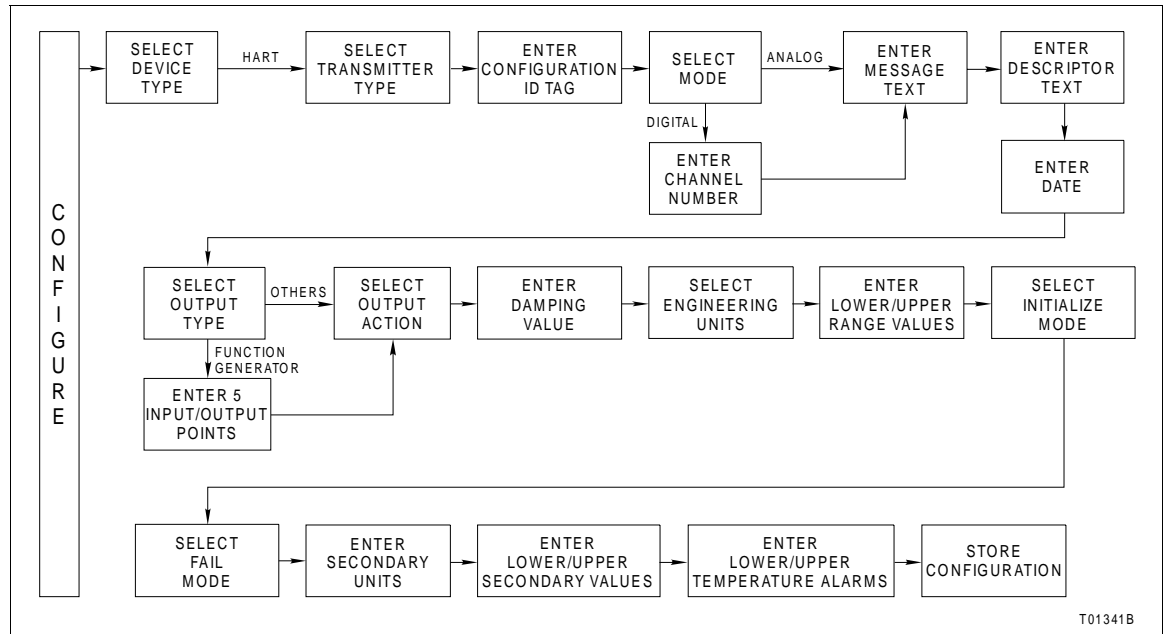 CONFIGURE
SELECT
DEVICE
TYPE
HART
SELECT
TRANSMITTER
TYPE
ENTER
CONFIGURATION
ID TAG
SELECT
MODE
ANALOG
DIGITAL
ENTER
CHANNEL
NUMBER
ENTER
MESSAGE
TEXT
ENTER
DESCRIPTOR
TEXT
ENTER
DATE
SELECT
OUTPUT
TYPE
OTHERS
FUNCTION
GENERATOR
ENTER 5
INPUT/OUTPUT
POINTS
SELECT
OUTPUT
ACTION
ENTER
DAMPING
VALUE
SELECT
ENGINEERING
UNITS
ENTER
LOWER/UPPER
RANGE VALUES
SELECT
INITIALIZE
MODE
SELECT
FAIL
MODE
ENTER
SECONDARY
UNITS
ENTER
LOWER/UPPER
SECONDARY VALUES
ENTER
LOWER/UPPER
TEMPERATURE ALARMS
STORE
CONFIGURATION
T01341B